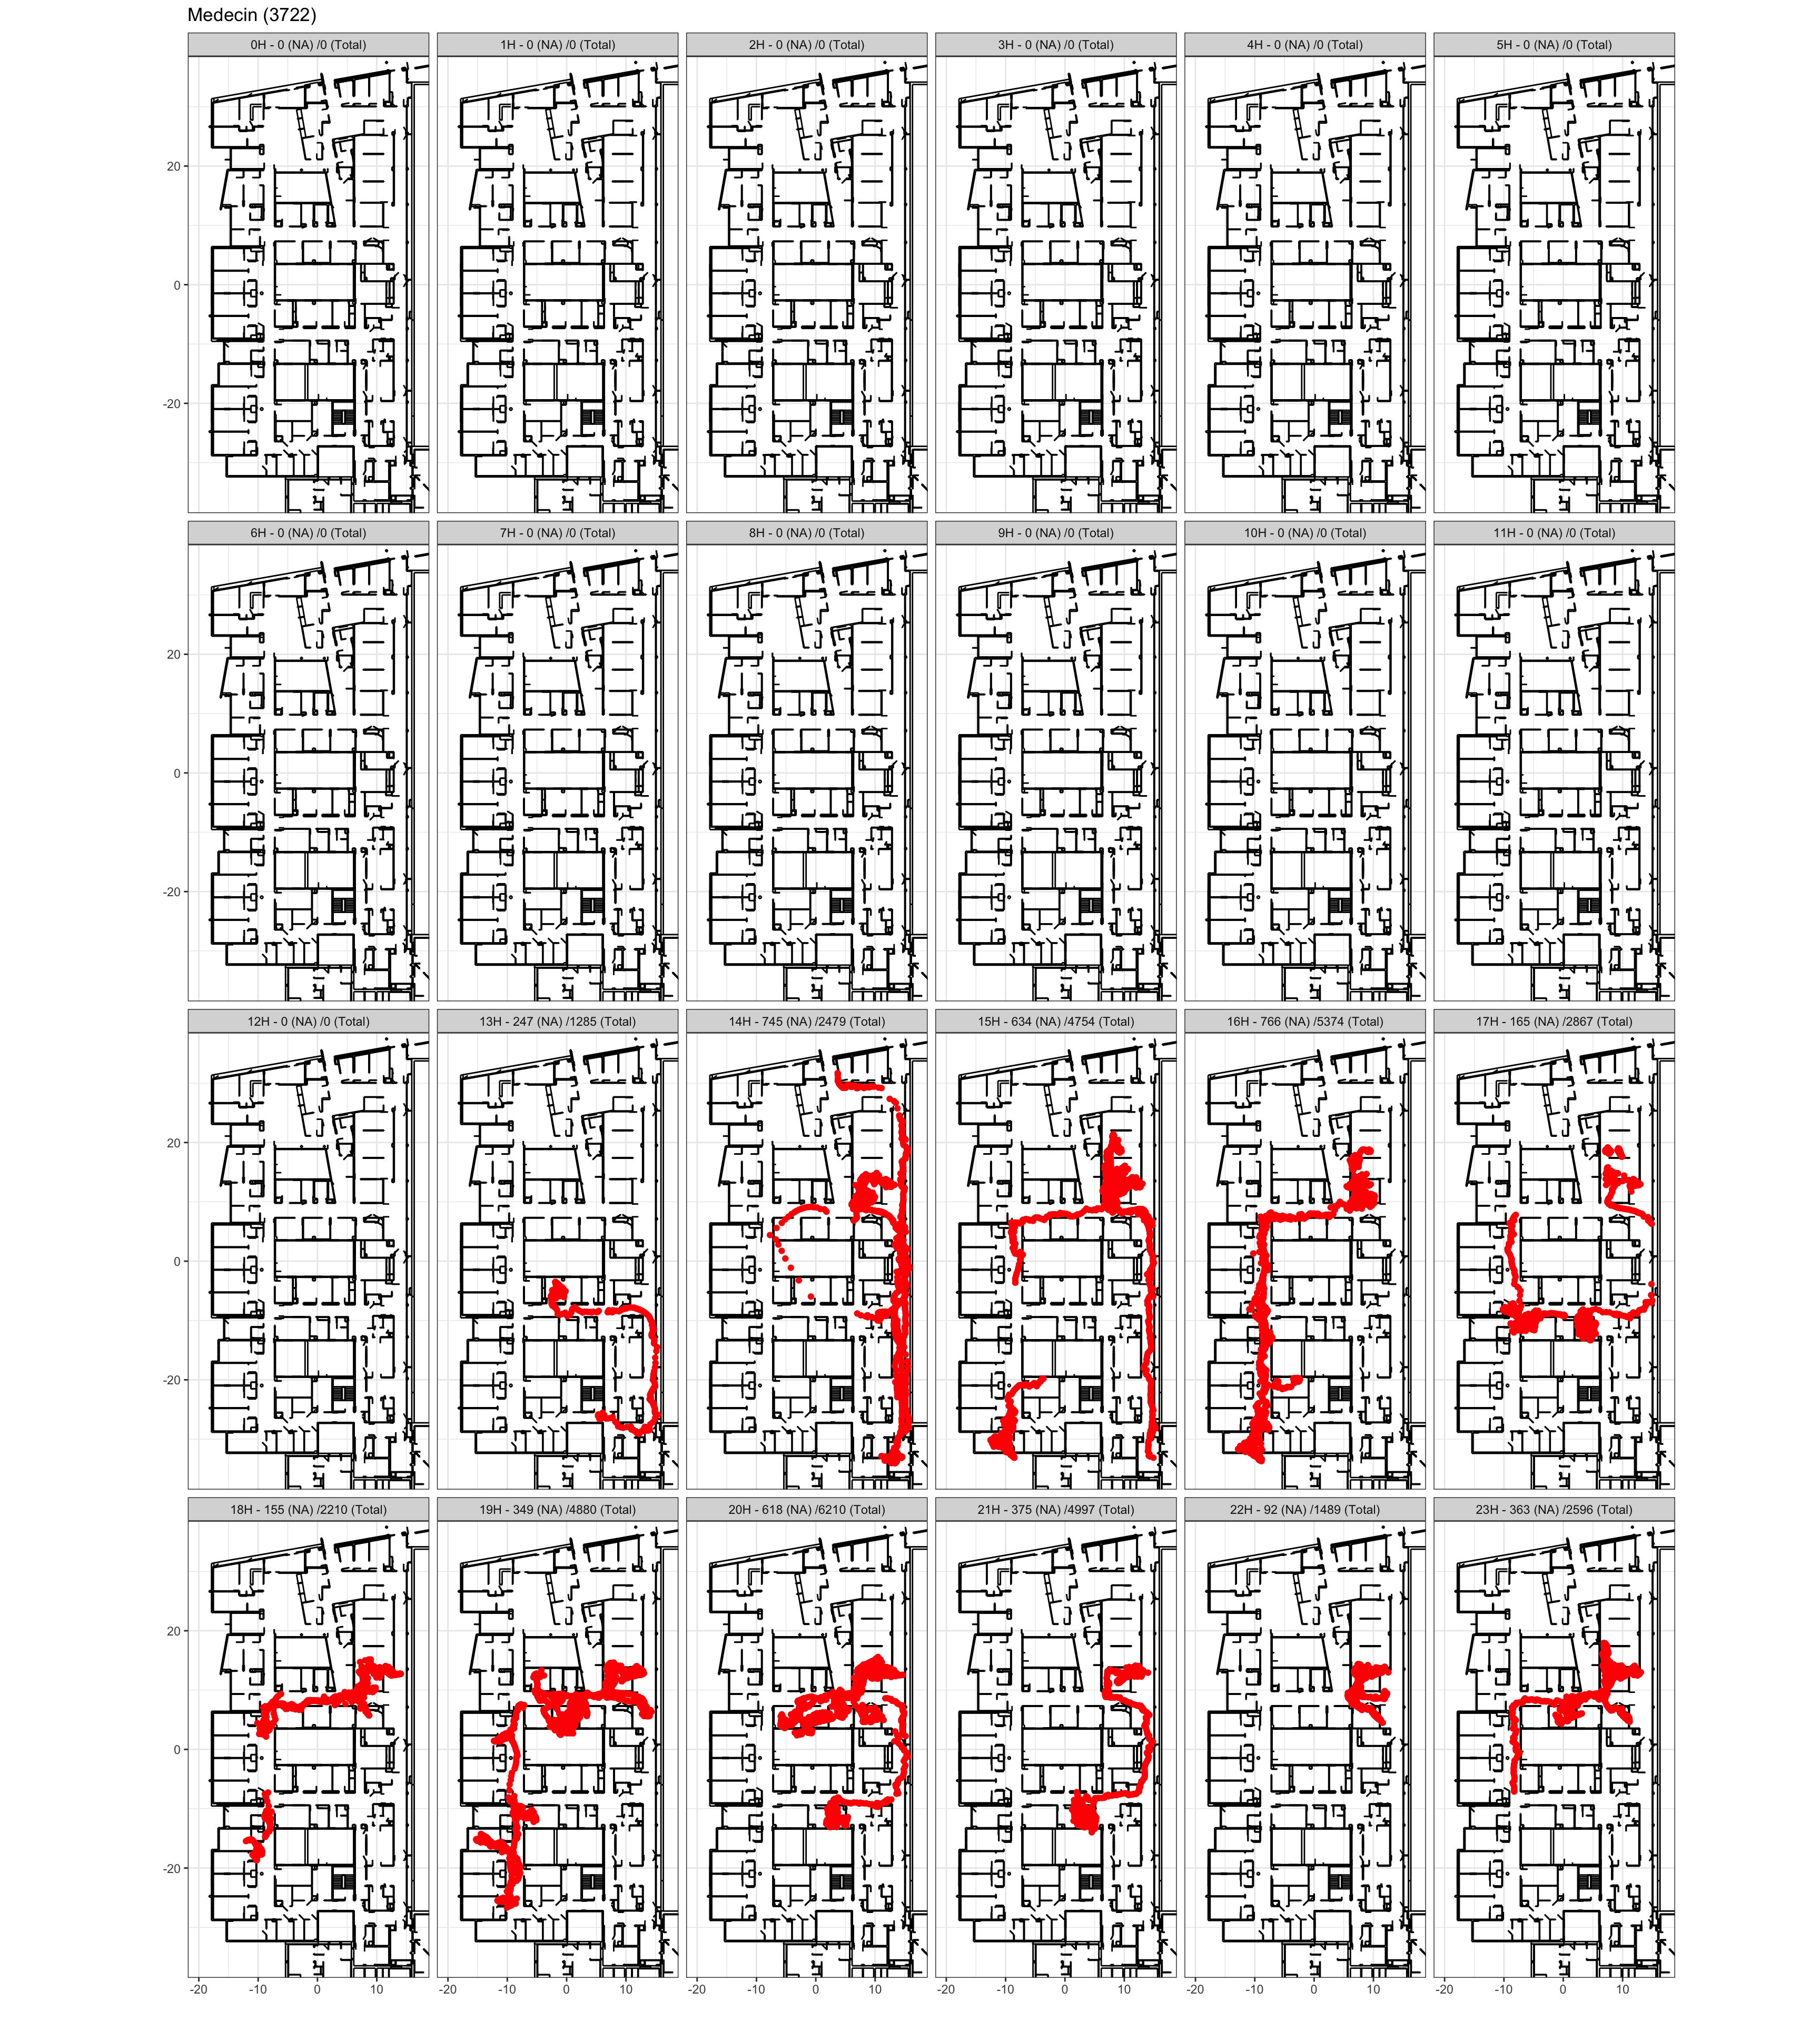 Medecin (3722)
0H - 0 (NA) /0 (Total) 1H - 0 (NA) /0 (Total) 2H - 0 (NA) /0 (Total) 3H - 0 (NA) /0 (Total) 4H - 0 (NA) /0 (Total) 5H - 0 (NA) /0 (Total)
20
0
-20
6H - 0 (NA) /0 (Total) 7H - 0 (NA) /0 (Total) 8H - 0 (NA) /0 (Total) 9H - 0 (NA) /0 (Total) 10H - 0 (NA) /0 (Total) 11H - 0 (NA) /0 (Total)
20
0
-20
12H - 0 (NA) /0 (Total) 13H - 247 (NA) /1285 (Total) 14H - 745 (NA) /2479 (Total) 15H - 634 (NA) /4754 (Total) 16H - 766 (NA) /5374 (Total) 17H - 165 (NA) /2867 (Total)
20
0
-20
18H - 155 (NA) /2210 (Total) 19H - 349 (NA) /4880 (Total) 20H - 618 (NA) /6210 (Total) 21H - 375 (NA) /4997 (Total) 22H - 92 (NA) /1489 (Total) 23H - 363 (NA) /2596 (Total)
20
0
-20
-20 -10 0 10 -20 -10 0 10 -20 -10 0 10 -20 -10 0 10 -20 -10 0 10 -20 -10 0 10